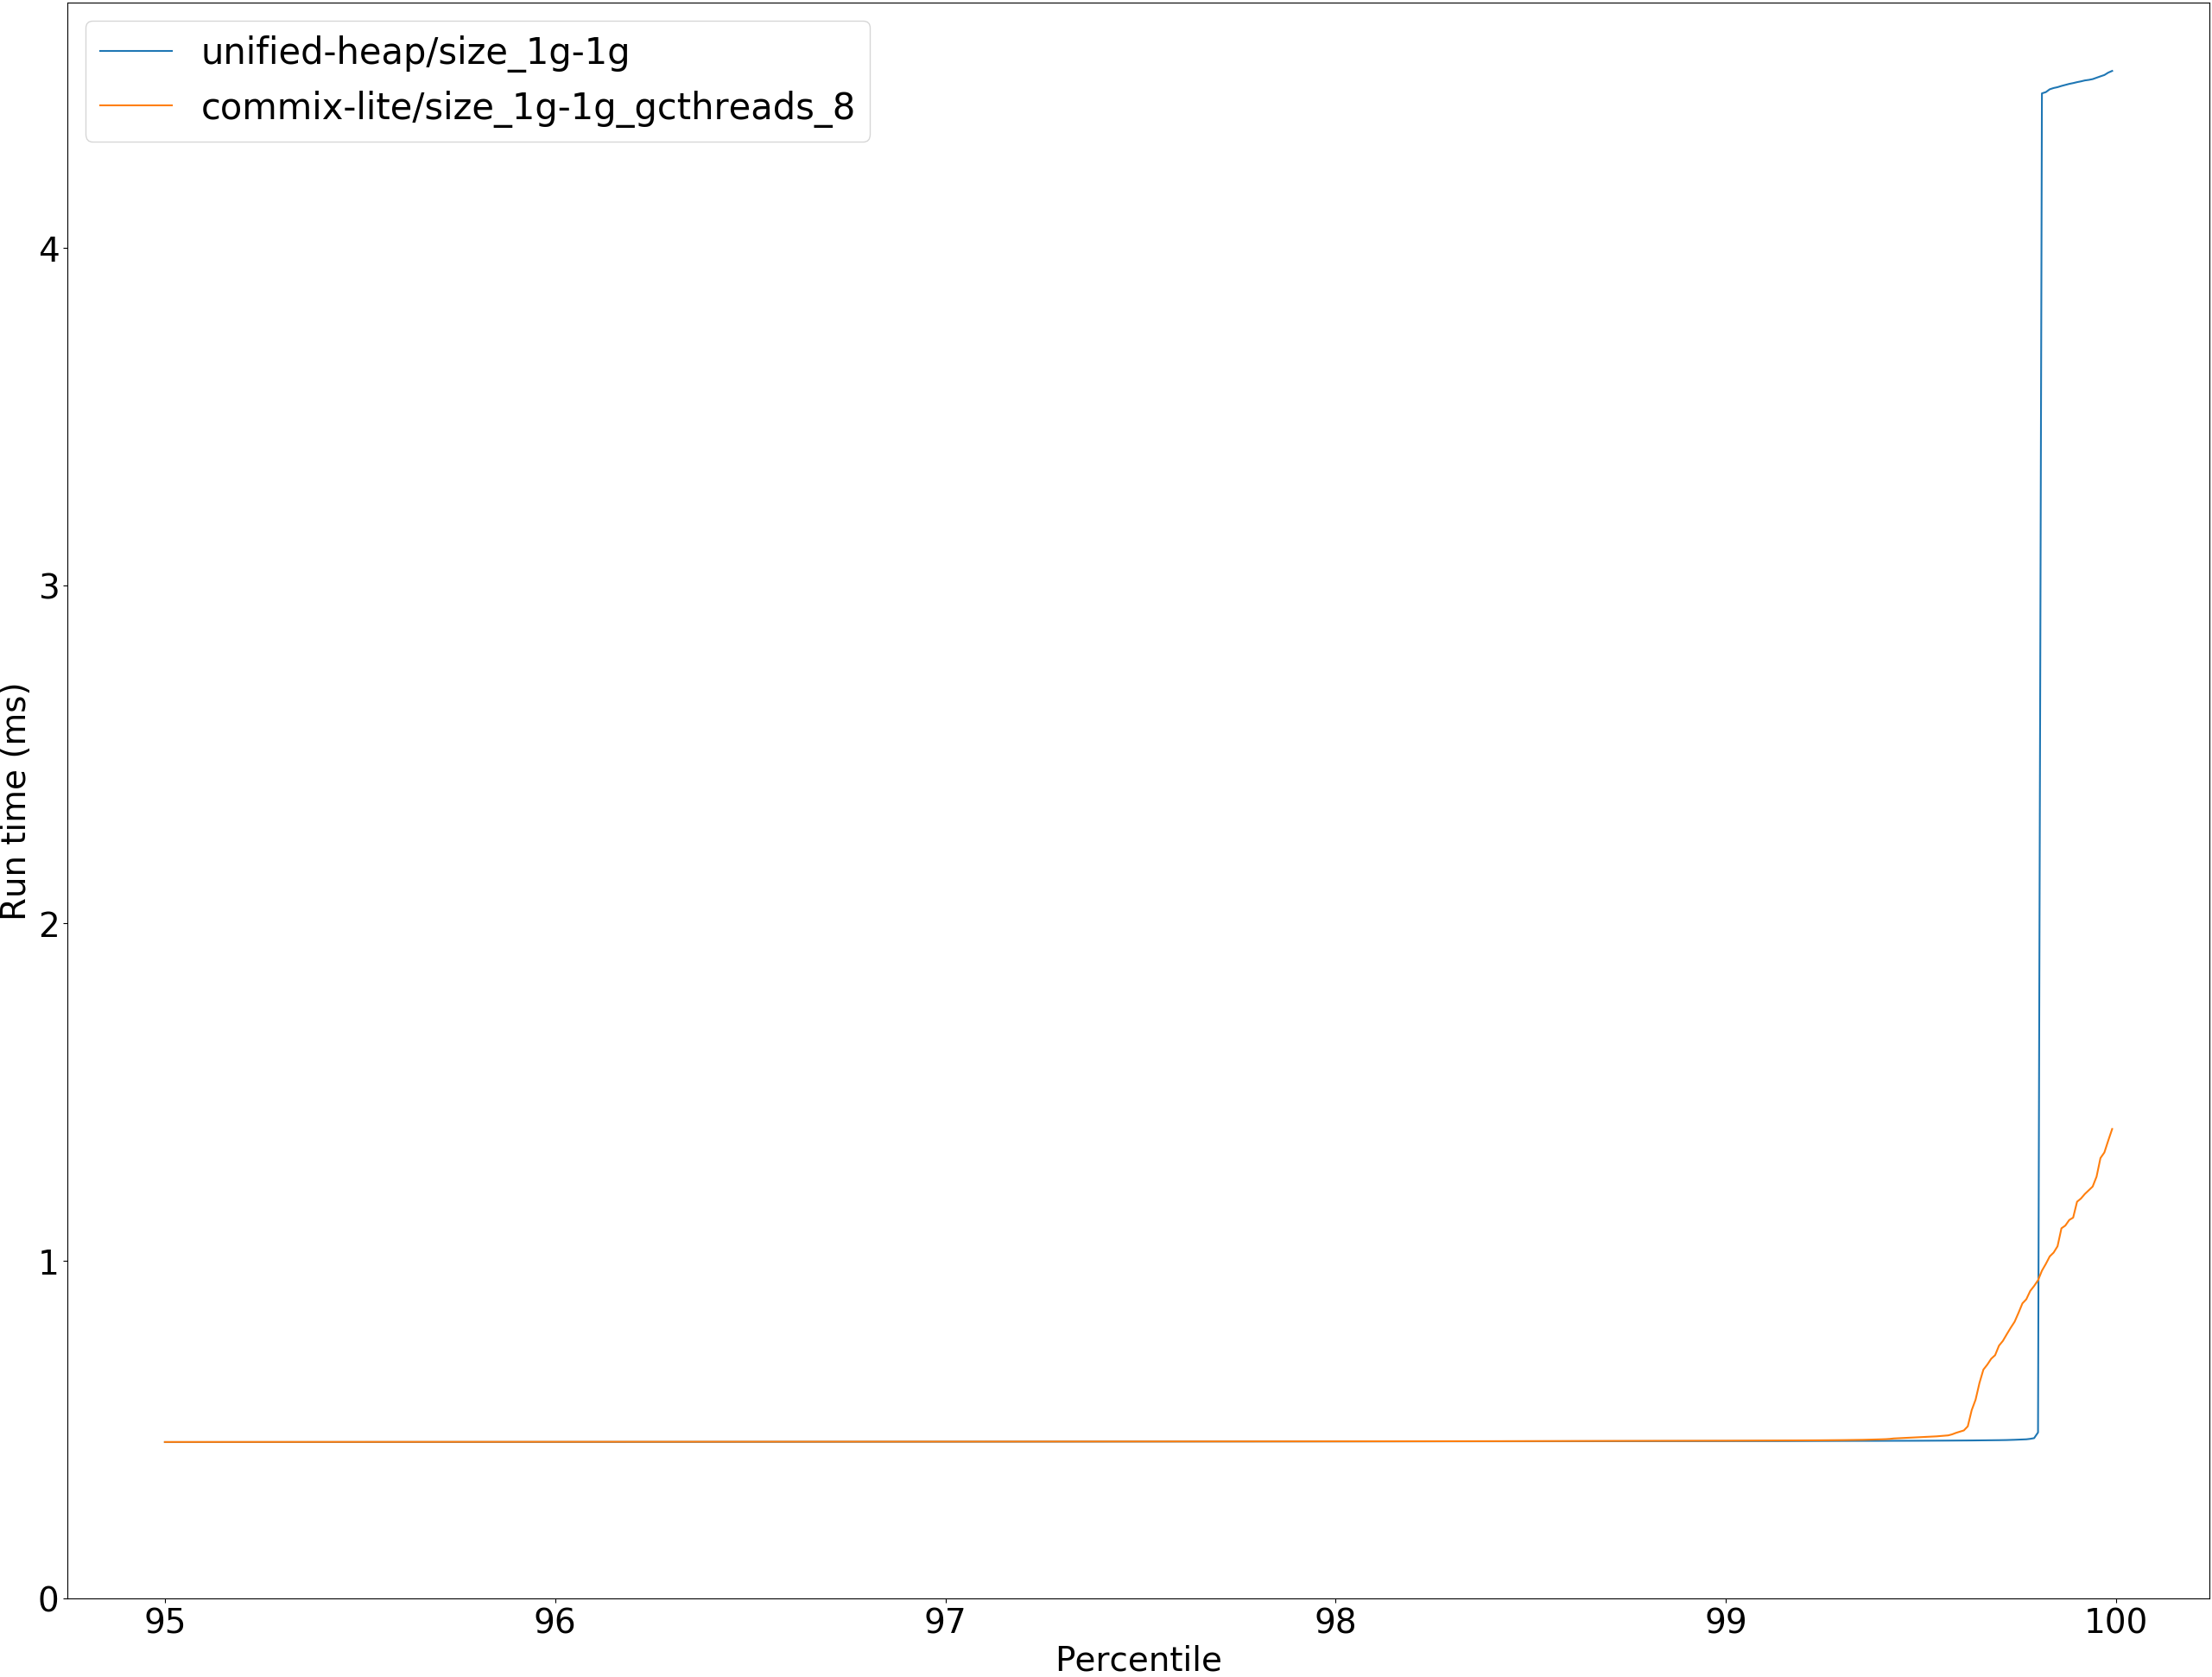 unified-heap/size_1g-1g
commix-lite/size_1g-1g_gcthreads_8
4
3
2
1
0
Run time (ms)
95 96 97 98 99 100
Percentile